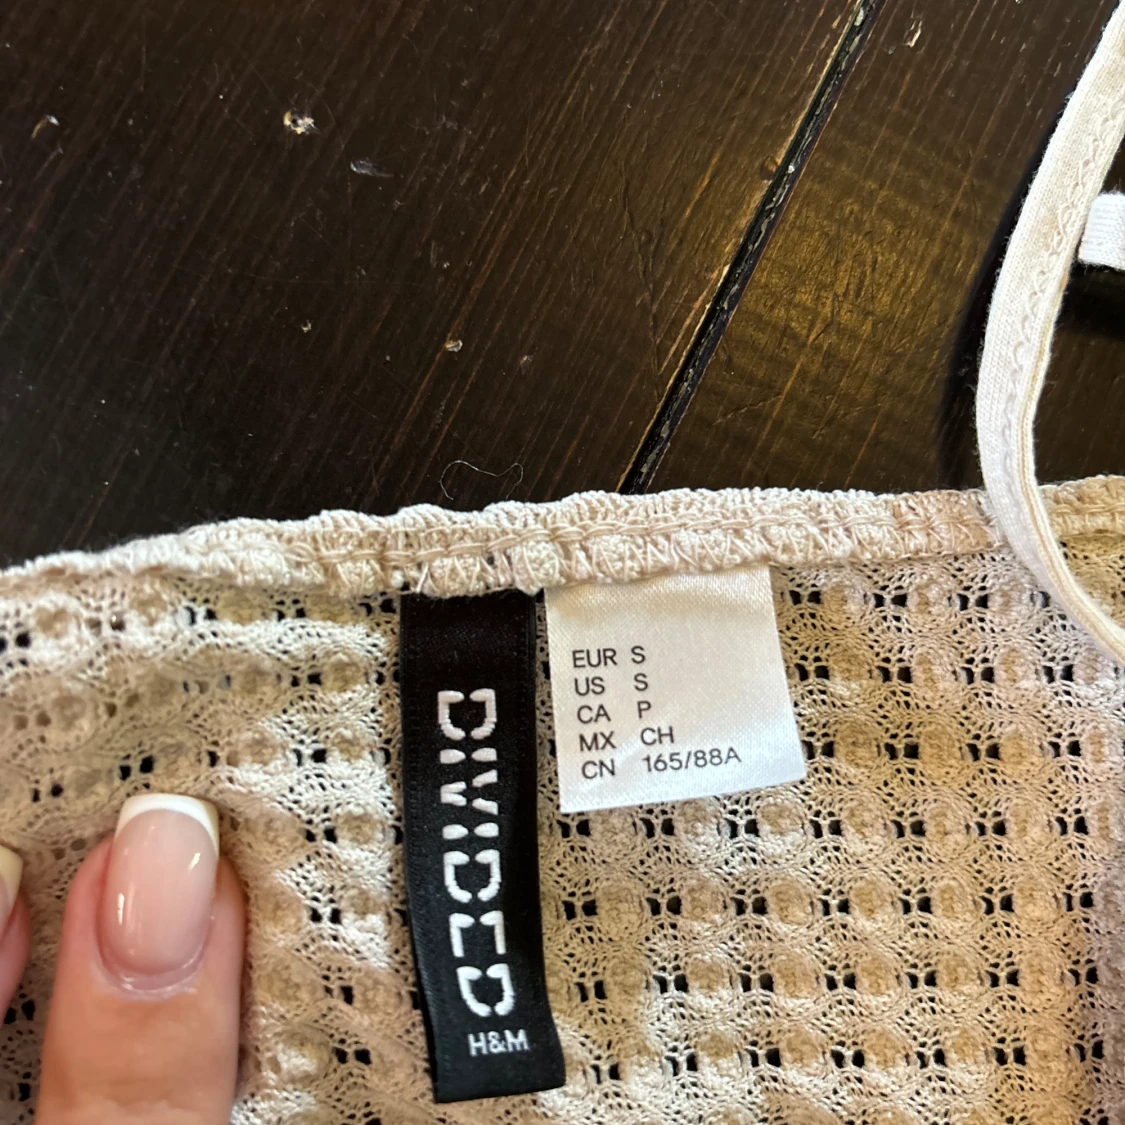 DIVIDED
H&M
EUR S
US S
CA P
MX CH
CN 165/88A